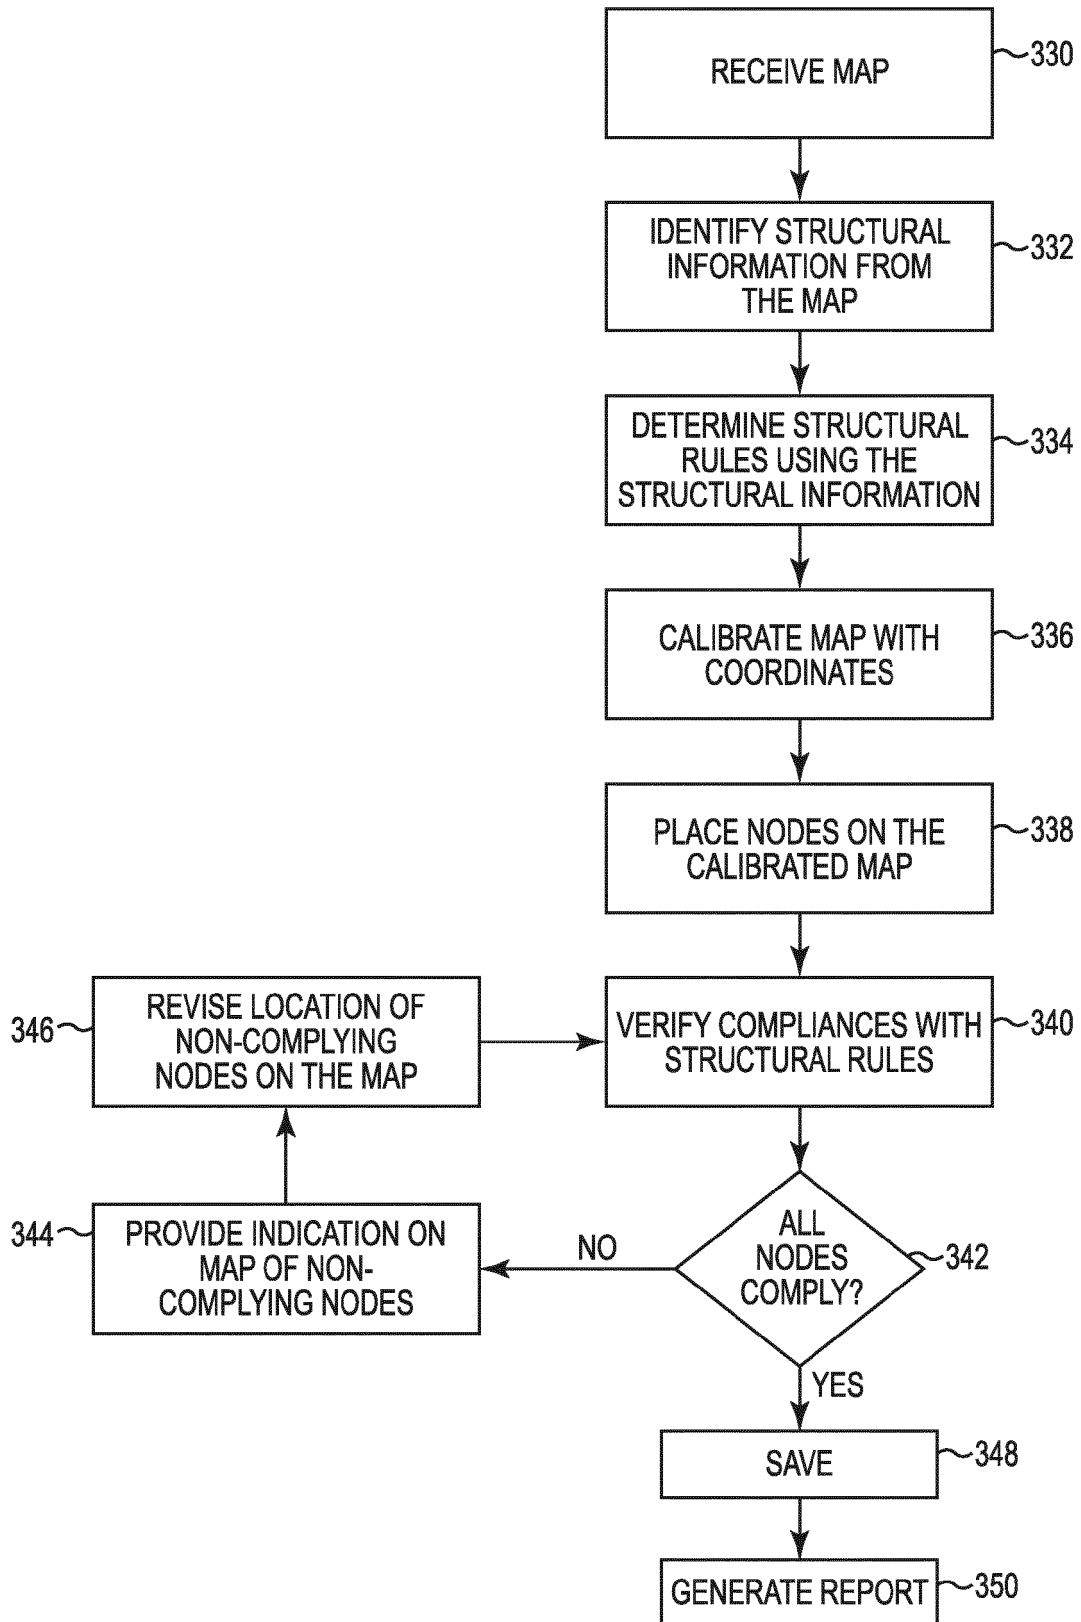 RECEIVE MAP
330
IDENTIFY STRUCTURAL
INFORMATION FROM
THE MAP
332
DETERMINE STRUCTURAL
RULES USING THE
STRUCTURAL INFORMATION
334
CALIBRATE MAP WITH
COORDINATES
336
PLACE NODES ON THE
CALIBRATED MAP
338
VERIFY COMPLIANCES WITH
STRUCTURAL RULES
340
346
REVISE LOCATION OF
NON-COMPLYING
NODES ON THE MAP
ALL
NODES
COMPLY?
342
NO
344
PROVIDE INDICATION ON
MAP OF NON-
COMPLYING NODES
YES
SAVE
348
GENERATE REPORT
350